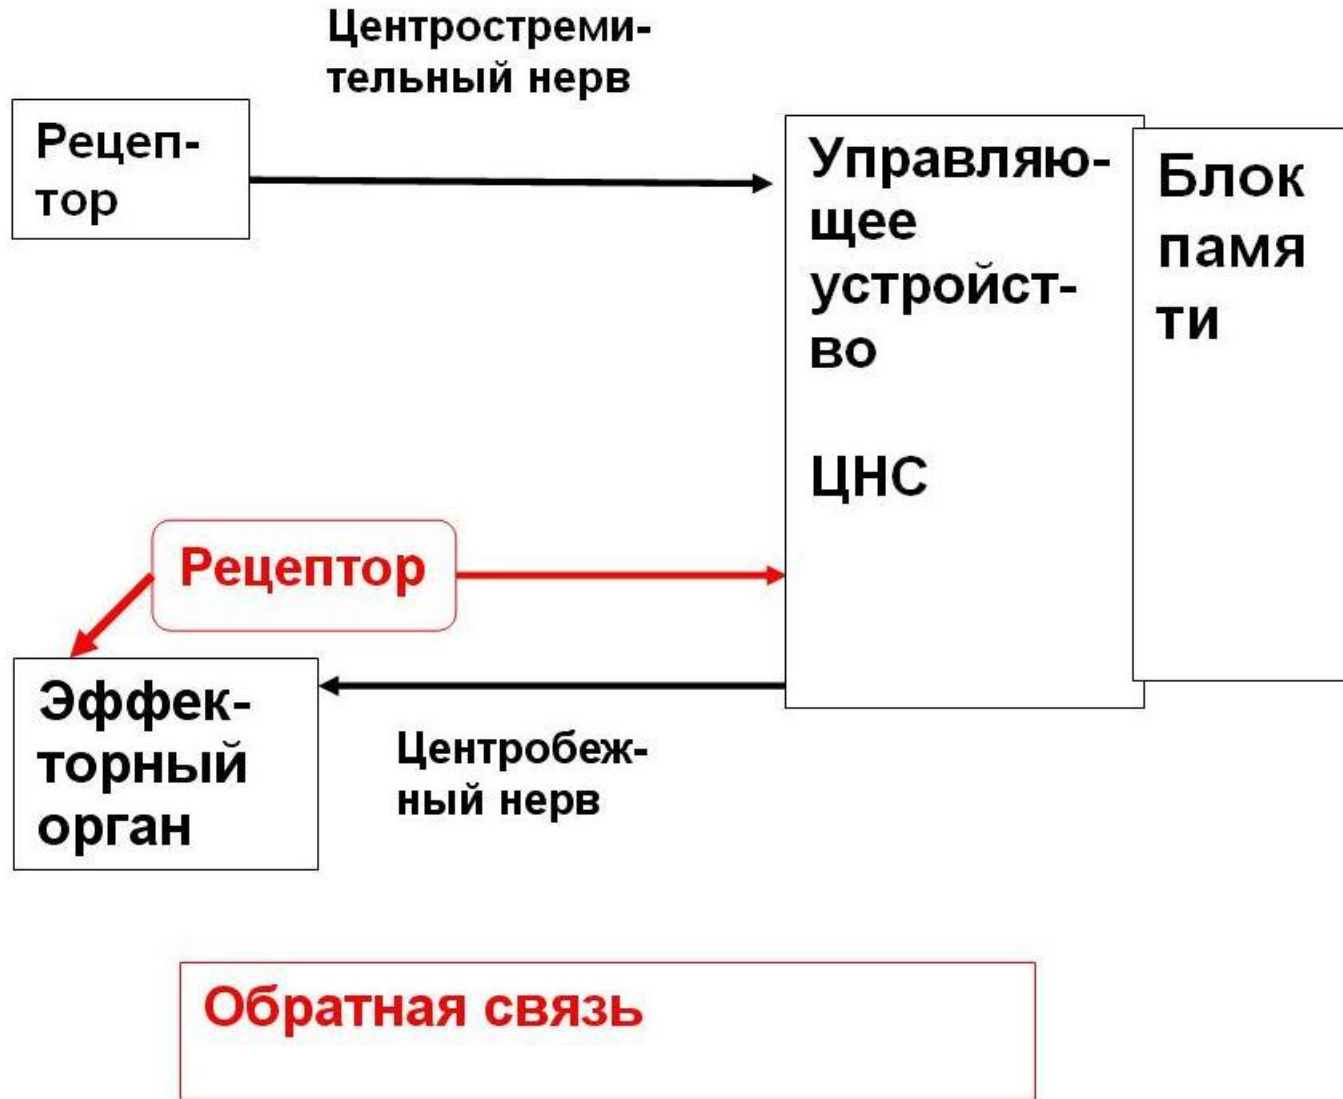 Центростреми-
тельный нерв
Рецеп-
тор
Управляю-
щее
устройст-
во
ЦНС
Блок
памя
ти
Рецептор
Эффек-
торный
орган
Центробеж-
ный нерв
Обратная связь